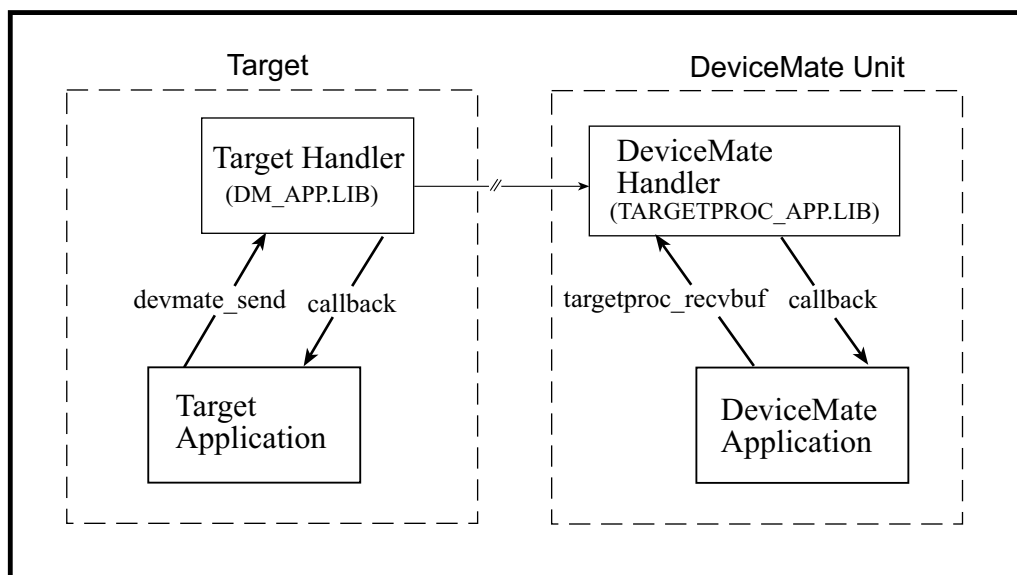 Target
DeviceMate Unit
Target Handler
(DM_APP.LIB)
DeviceMate
Handler
(TARGETPROC_APP.LIB)
devmate_send
callback
targetproc_recvbuf
callback
Target
Application
DeviceMate
Application